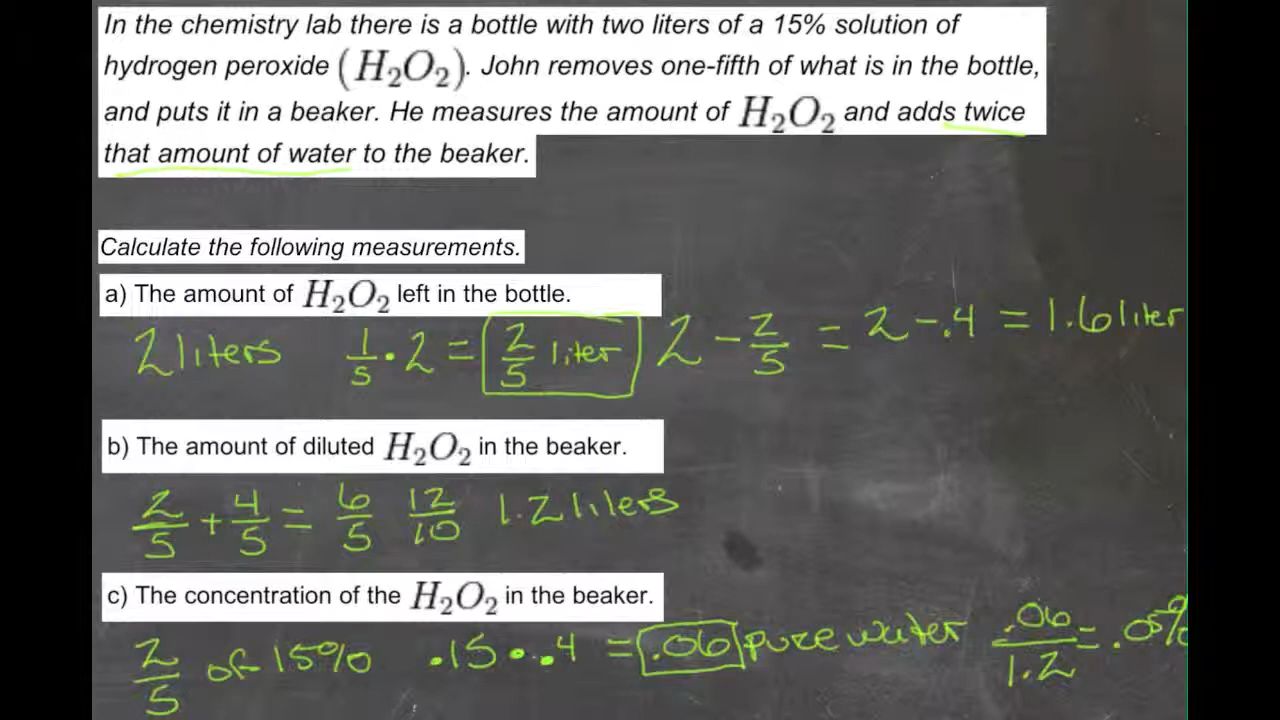 In the chemistry lab there is a bottle with two liters of a 15% solution of
hydrogen peroxide (H₂O₂). John removes one-fifth of what is in the bottle,
and puts it in a beaker. He measures the amount of H₂O₂ and adds twice
that amount of water to the beaker.
Calculate the following measurements.
a) The amount of H₂O₂ left in the bottle.
2 liters 1/5 • 2 = 2/5 liter 2 - 2/5 = 2 - .4 = 1.6 liter
b) The amount of diluted H₂O₂ in the beaker.
2/5 + 4/5 = 6/5 12/10 1.2 liters
c) The concentration of the H₂O₂ in the beaker.
2/5 of 15% .15 • .4 = .06 pure water .06/1.2 = .05%